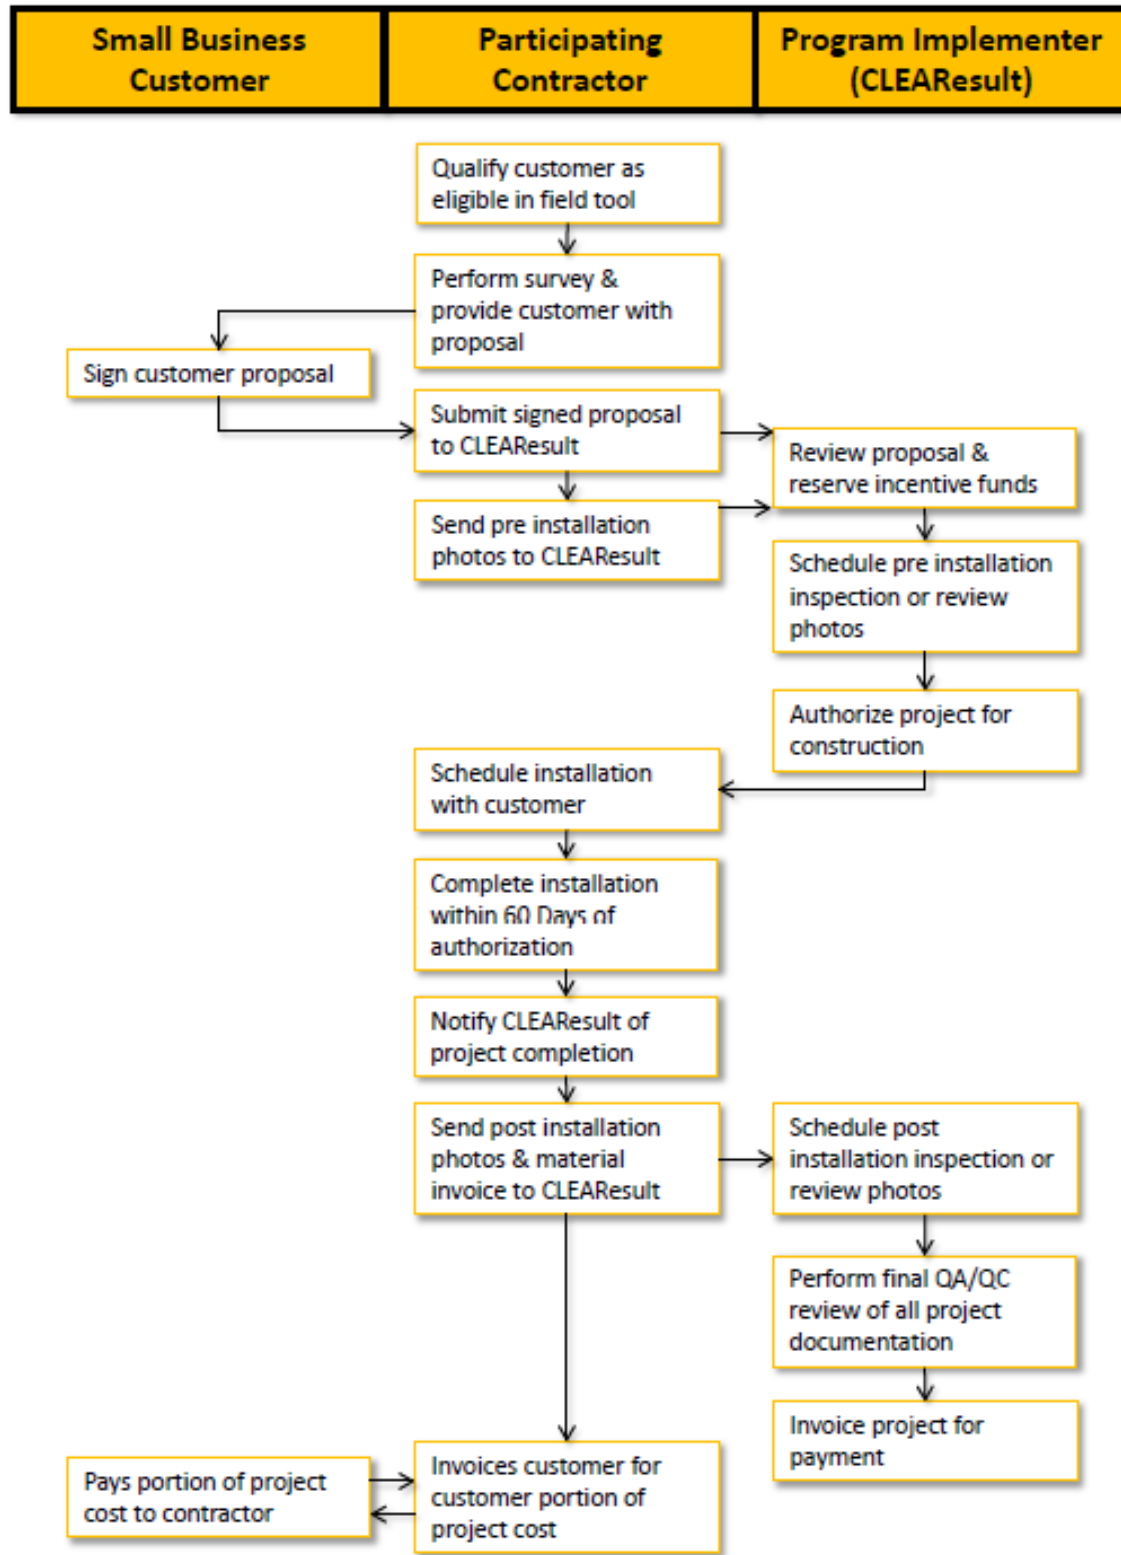 Small Business
Customer
Participating
Contractor
Program Implementer
(CLEAResult)
Qualify customer as
eligible in field tool
Perform survey &
provide customer with
proposal
Sign customer proposal
Submit signed proposal
to CLEAResult
Review proposal &
reserve incentive funds
Send pre installation
photos to CLEAResult
Schedule pre installation
inspection or review
photos
Authorize project for
construction
Schedule installation
with customer
Complete installation
within 60 Days of
authorization
Notify CLEAResult of
project completion
Send post installation
photos & material
invoice to CLEAResult
Schedule post
installation inspection or
review photos
Perform final QA/QC
review of all project
documentation
Invoice project for
payment
Pays portion of project
cost to contractor
Invoices customer for
customer portion of
project cost